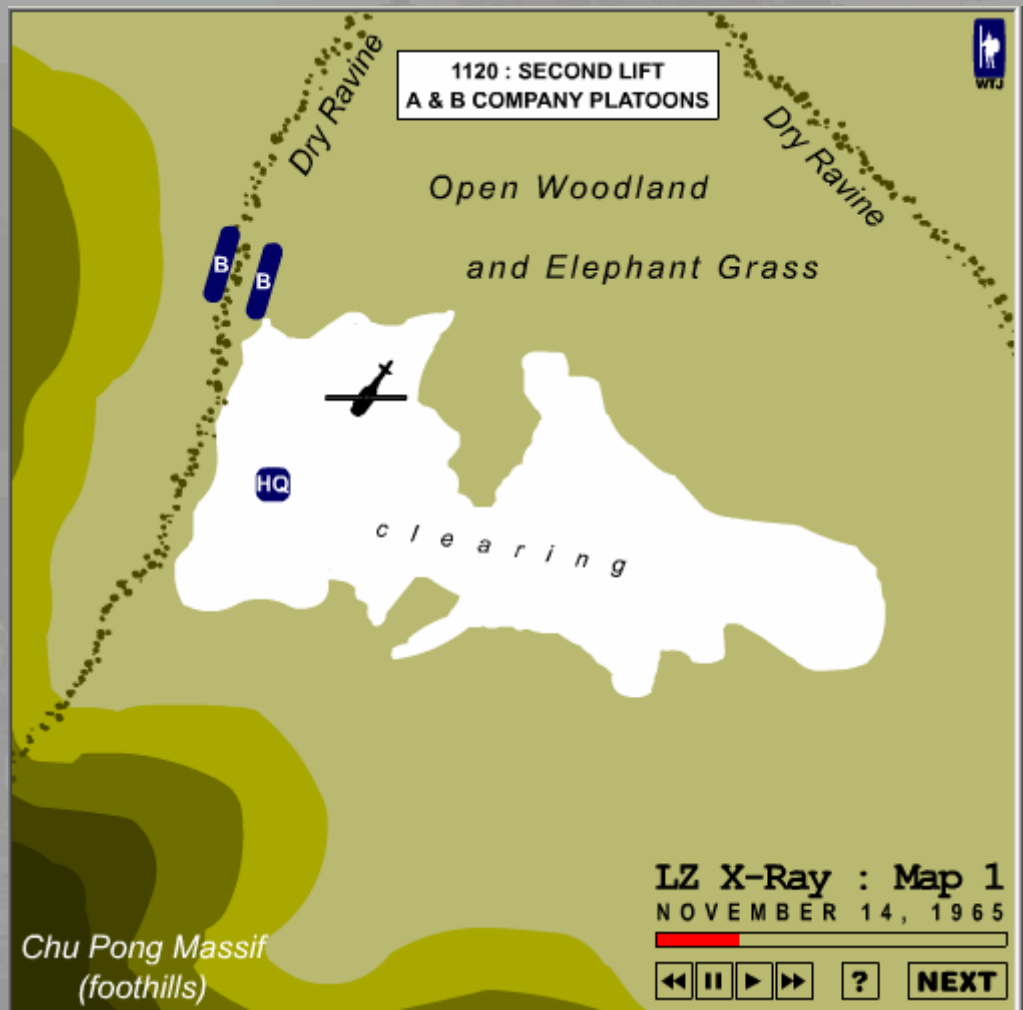 1120 : SECOND LIFT
A & B COMPANY PLATOONS
WTJ
Dry Ravine
Dry Ravine
Open Woodland
and Elephant Grass
B
B
HQ
clearing
LZ X-Ray : Map 1
NOVEMBER 14, 1965
Chu Pong Massif
(foothills)
?
NEXT